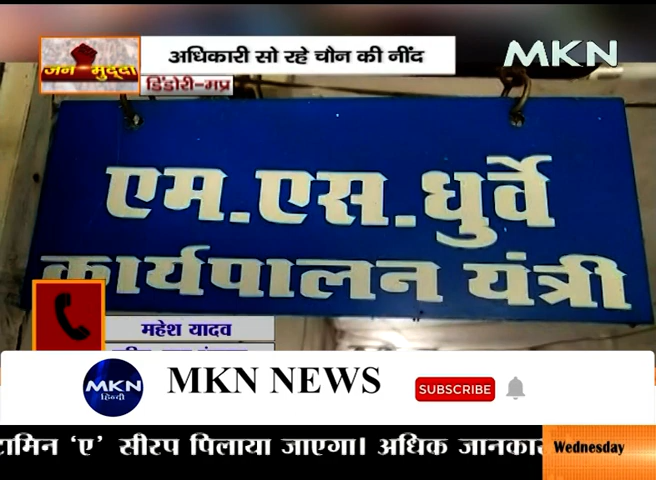 अधिकारी सो रहे चौन की नींद
MKN
जन-मुद्दा
डिंडोरी-मप्र
एम.एस.धुर्वे
कार्यपालन यंत्री
महेश यादव
MKN
हिन्दी
MKN NEWS
SUBSCRIBE
‘ए’ सीरप पिलाया जाएगा। अधिक
Wednesday